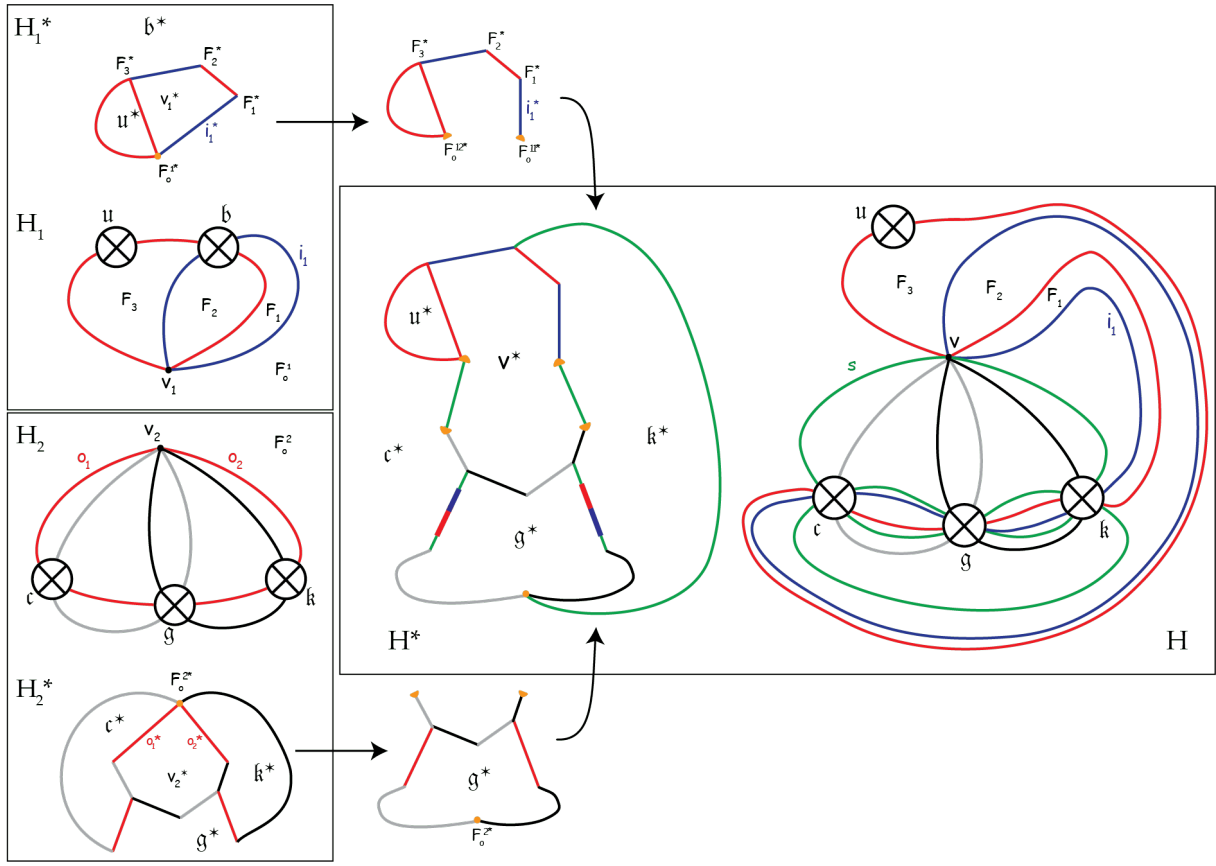 H₁* 𝔟*
F₃* F₂*
v₁* F₁*
𝔲* i₁*
F₀¹*
H₁ 𝔲 𝔟 i₁
F₃ F₂ F₁
v₁ F₀¹
H₂ v₂ F₀²
o₁ o₂
𝔠 𝔤 𝔨
H₂* F₀²*
𝔠* o₁* o₂*
v₂* 𝔨*
𝔤*
F₃* F₂*
F₁*
i₁*
F₀¹²* F₀¹¹*
𝔲* v*
𝔠* 𝔨*
𝔤*
H*
𝔲
F₃ F₂ F₁
i₁
v
s
𝔠 𝔤 𝔨
H
𝔤*
F₀²*